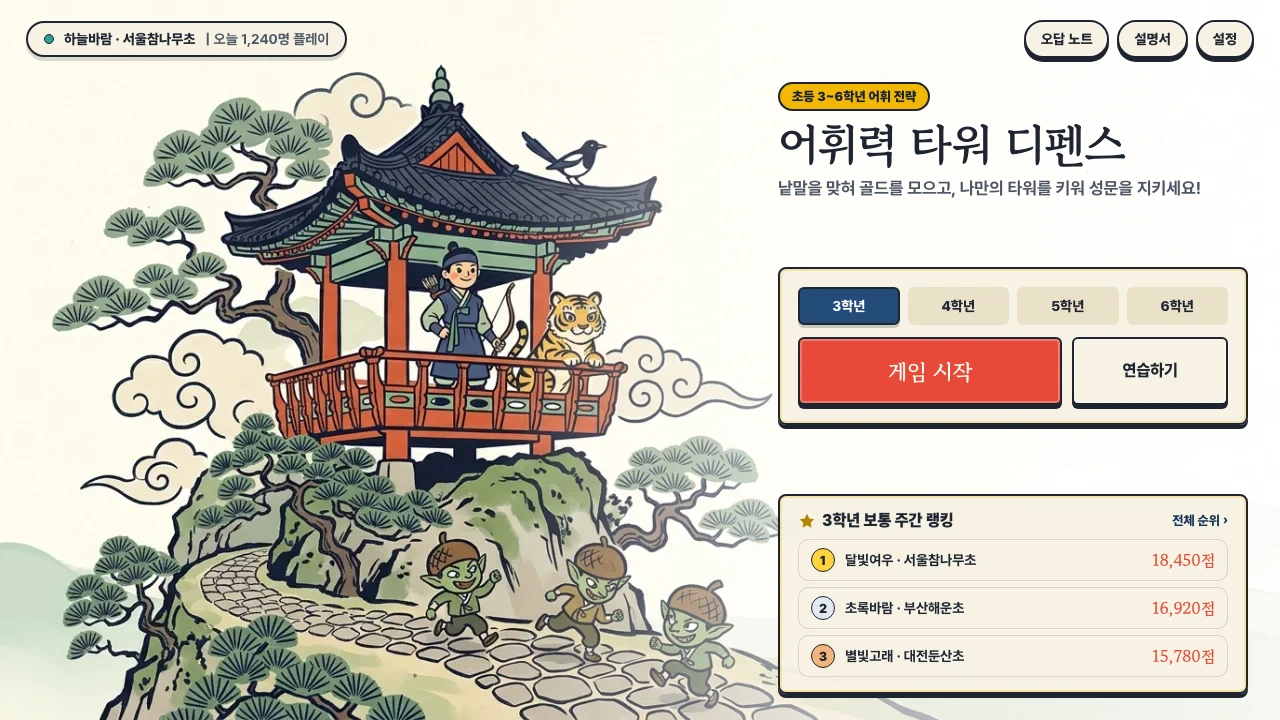 하늘바람 · 서울참나무초 | 오늘 1,240명 플레이
오답 노트
설명서
설정
초등 3~6학년 어휘 전략
어휘력 타워 디펜스
낱말을 맞혀 골드를 모으고, 나만의 타워를 키워 성문을 지키세요!
3학년
4학년
5학년
6학년
게임 시작
연습하기
★ 3학년 보통 주간 랭킹
전체 순위 ›
1 달빛여우 · 서울참나무초 18,450점
2 초록바람 · 부산해운초 16,920점
3 별빛고래 · 대전둔산초 15,780점